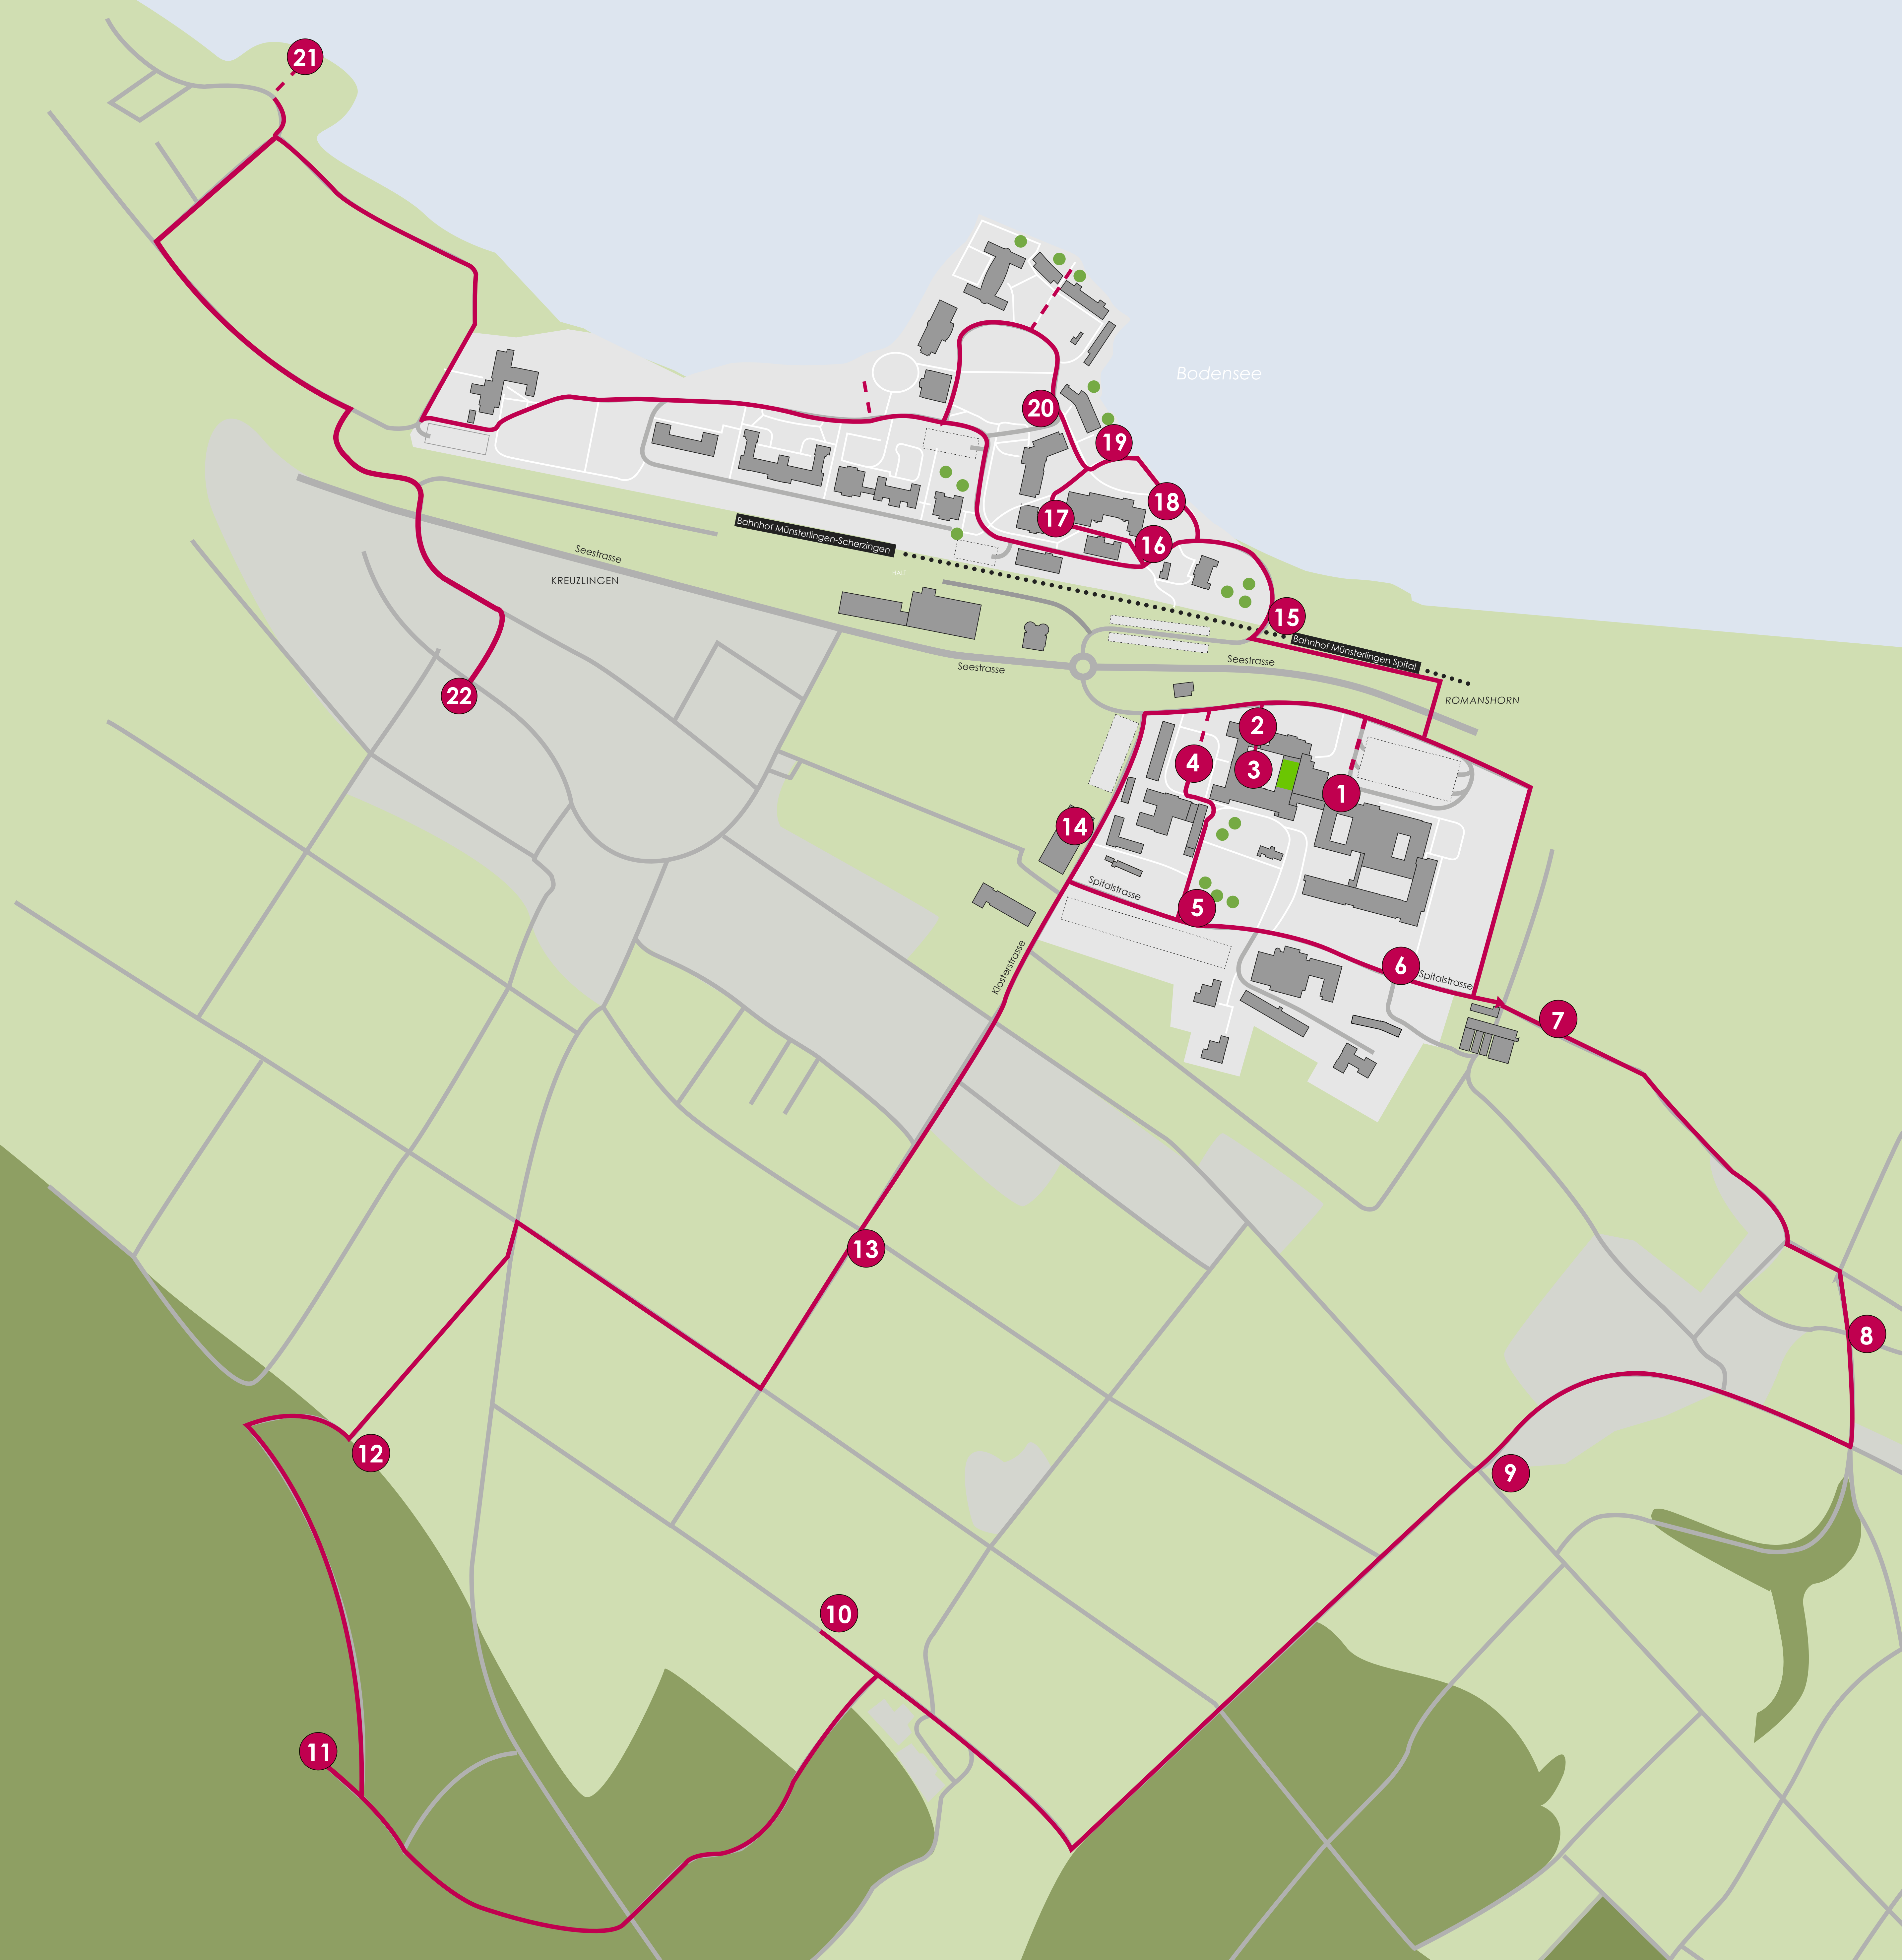 21
Bodensee
20
19
18
17
16
Bahnhof Münsterlingen-Scherzingen
Seestrasse
KREUZLINGEN
HALT
15
Bahnhof Münsterlingen Spital
Seestrasse
Seestrasse
22
ROMANSHORN
2
4
3
1
14
Spitalstrasse
5
6
Spitalstrasse
Klosterstrasse
7
13
8
12
9
10
11